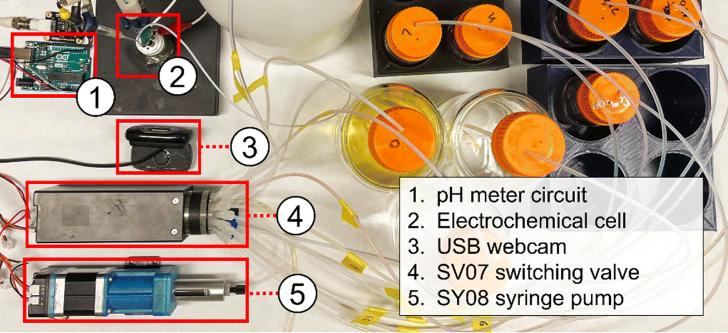 1
2
3
4
5
1. pH meter circuit
2. Electrochemical cell
3. USB webcam
4. SV07 switching valve
5. SY08 syringe pump